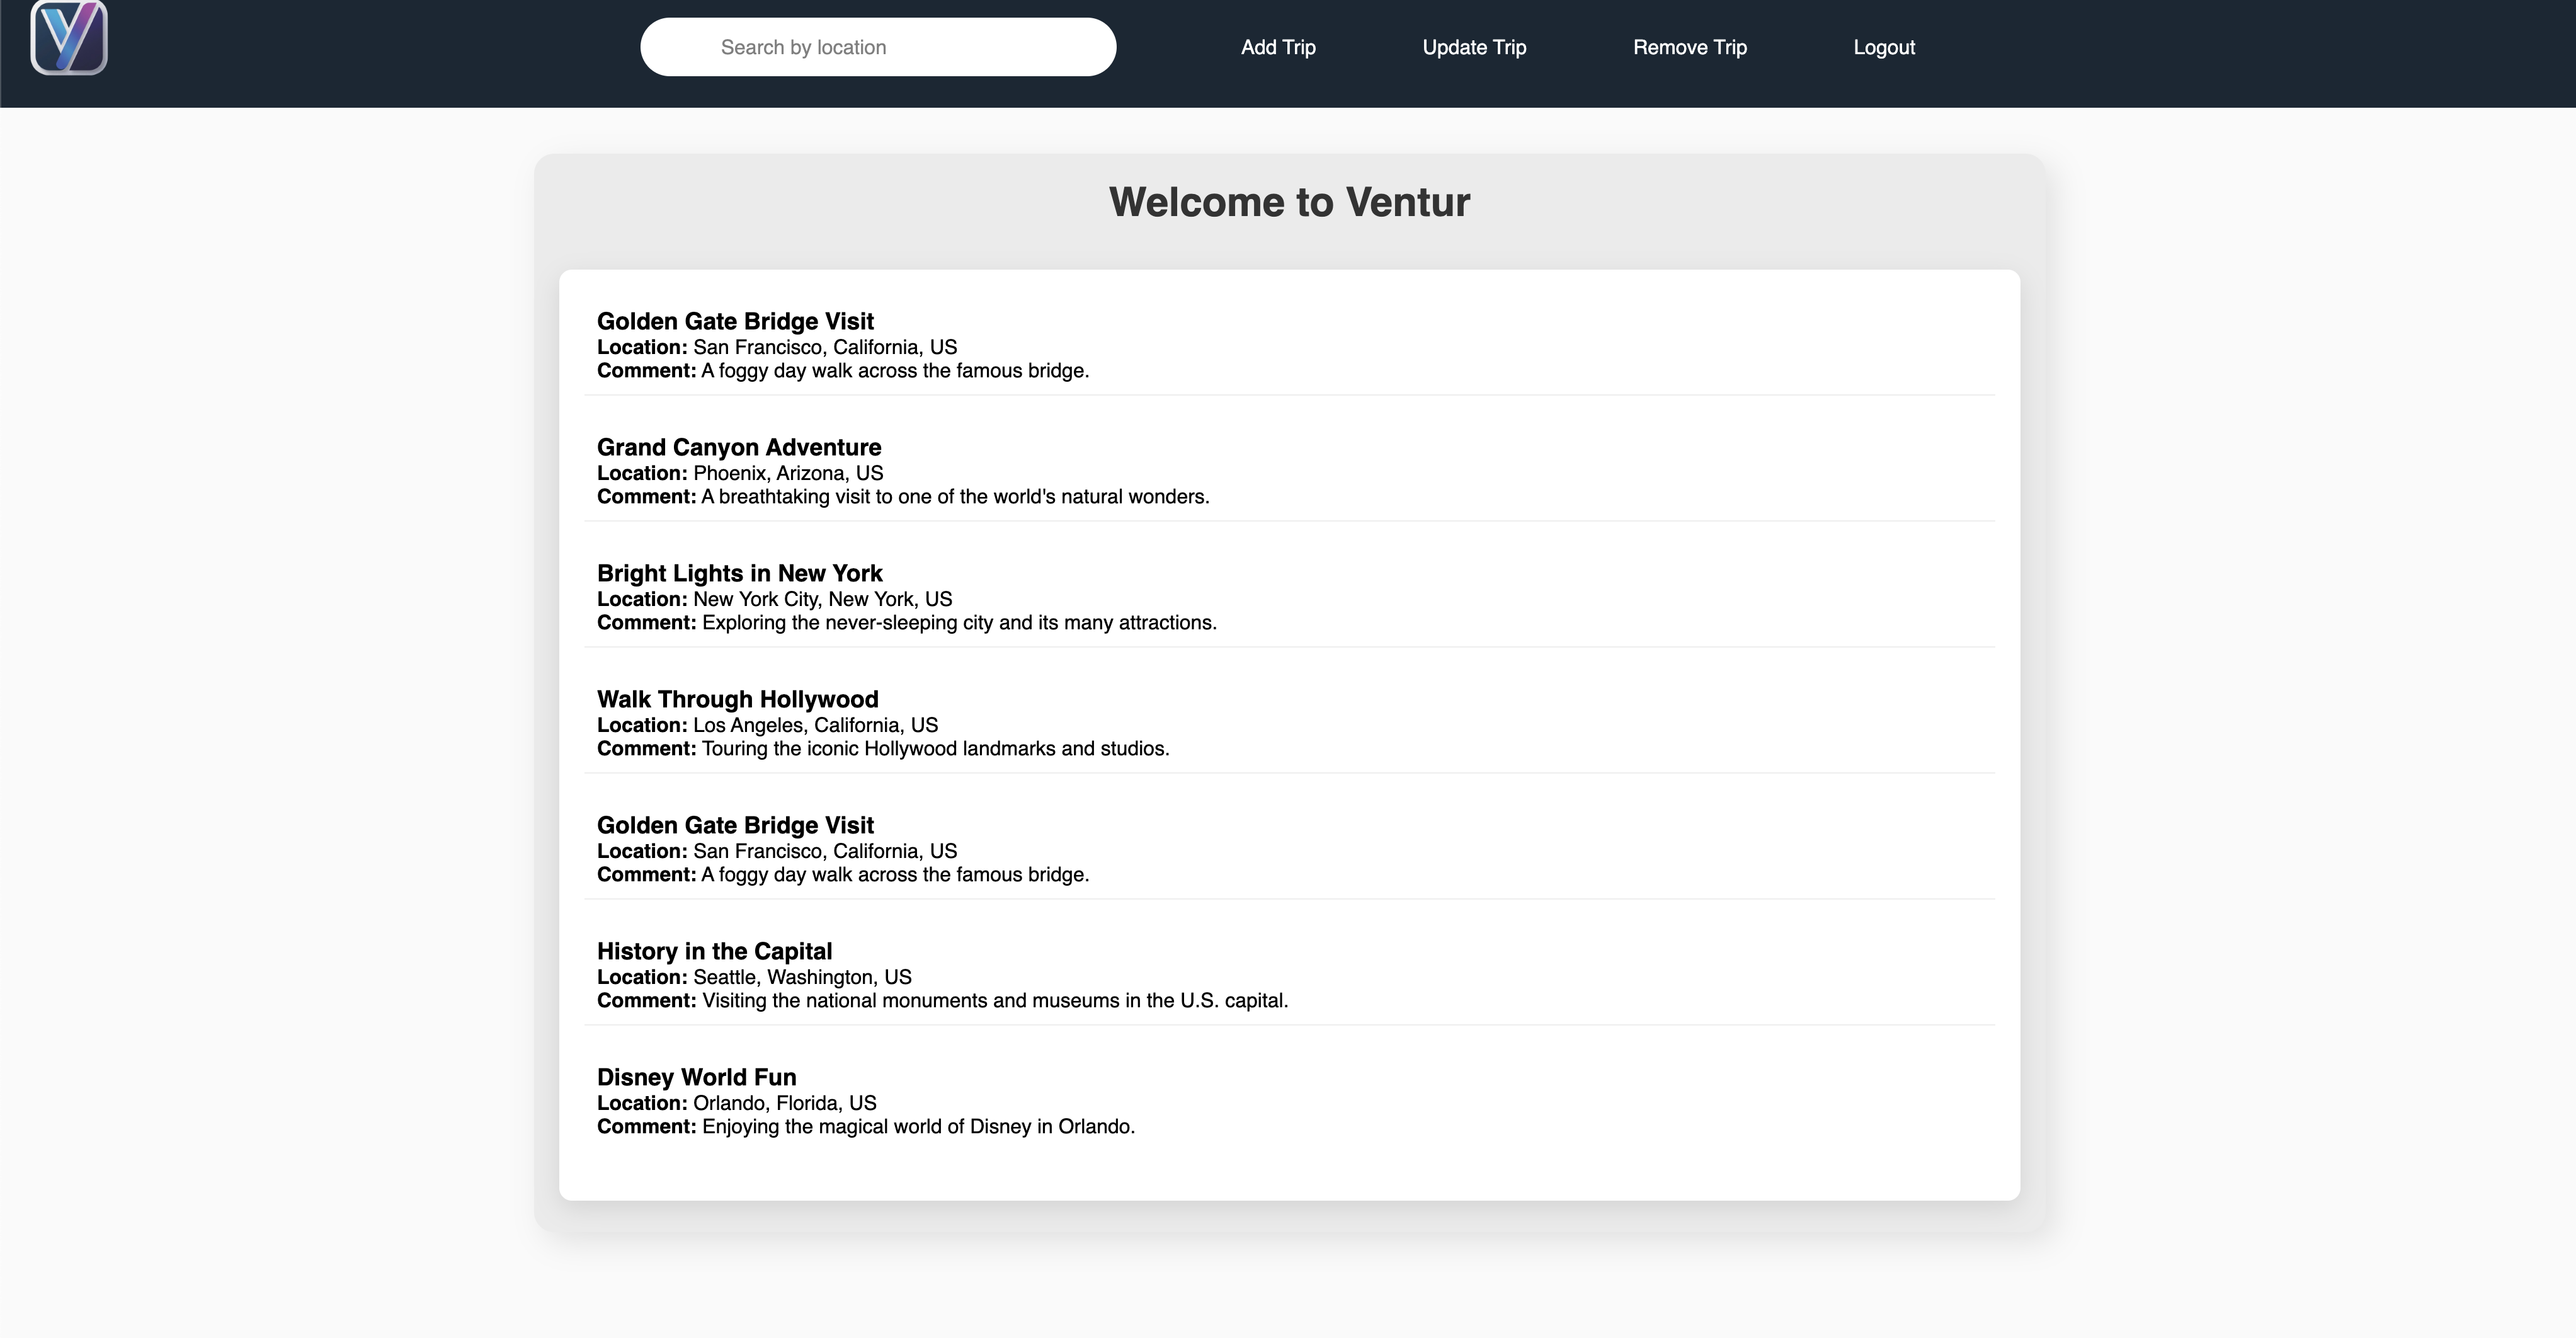 Search by location
Add Trip
Update Trip
Remove Trip
Logout
Welcome to Ventur
Golden Gate Bridge Visit
Location: San Francisco, California, US
Comment: A foggy day walk across the famous bridge.
Grand Canyon Adventure
Location: Phoenix, Arizona, US
Comment: A breathtaking visit to one of the world's natural wonders.
Bright Lights in New York
Location: New York City, New York, US
Comment: Exploring the never-sleeping city and its many attractions.
Walk Through Hollywood
Location: Los Angeles, California, US
Comment: Touring the iconic Hollywood landmarks and studios.
Golden Gate Bridge Visit
Location: San Francisco, California, US
Comment: A foggy day walk across the famous bridge.
History in the Capital
Location: Seattle, Washington, US
Comment: Visiting the national monuments and museums in the U.S. capital.
Disney World Fun
Location: Orlando, Florida, US
Comment: Enjoying the magical world of Disney in Orlando.